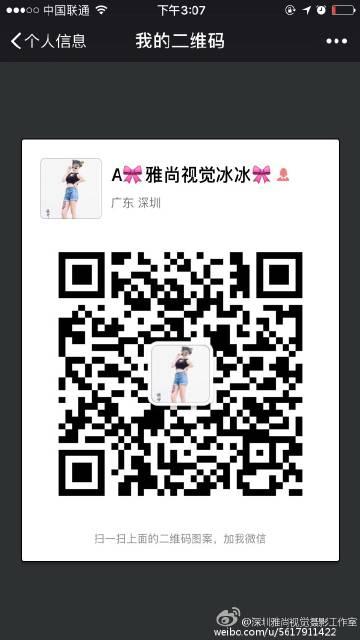 中国联通 下午3:07
个人信息 我的二维码
A🎀雅尚视觉冰冰🎀
广东 深圳
扫一扫上面的二维码图案，加我微信
@深圳雅尚视觉摄影工作室
weibo.com/u/5617911422